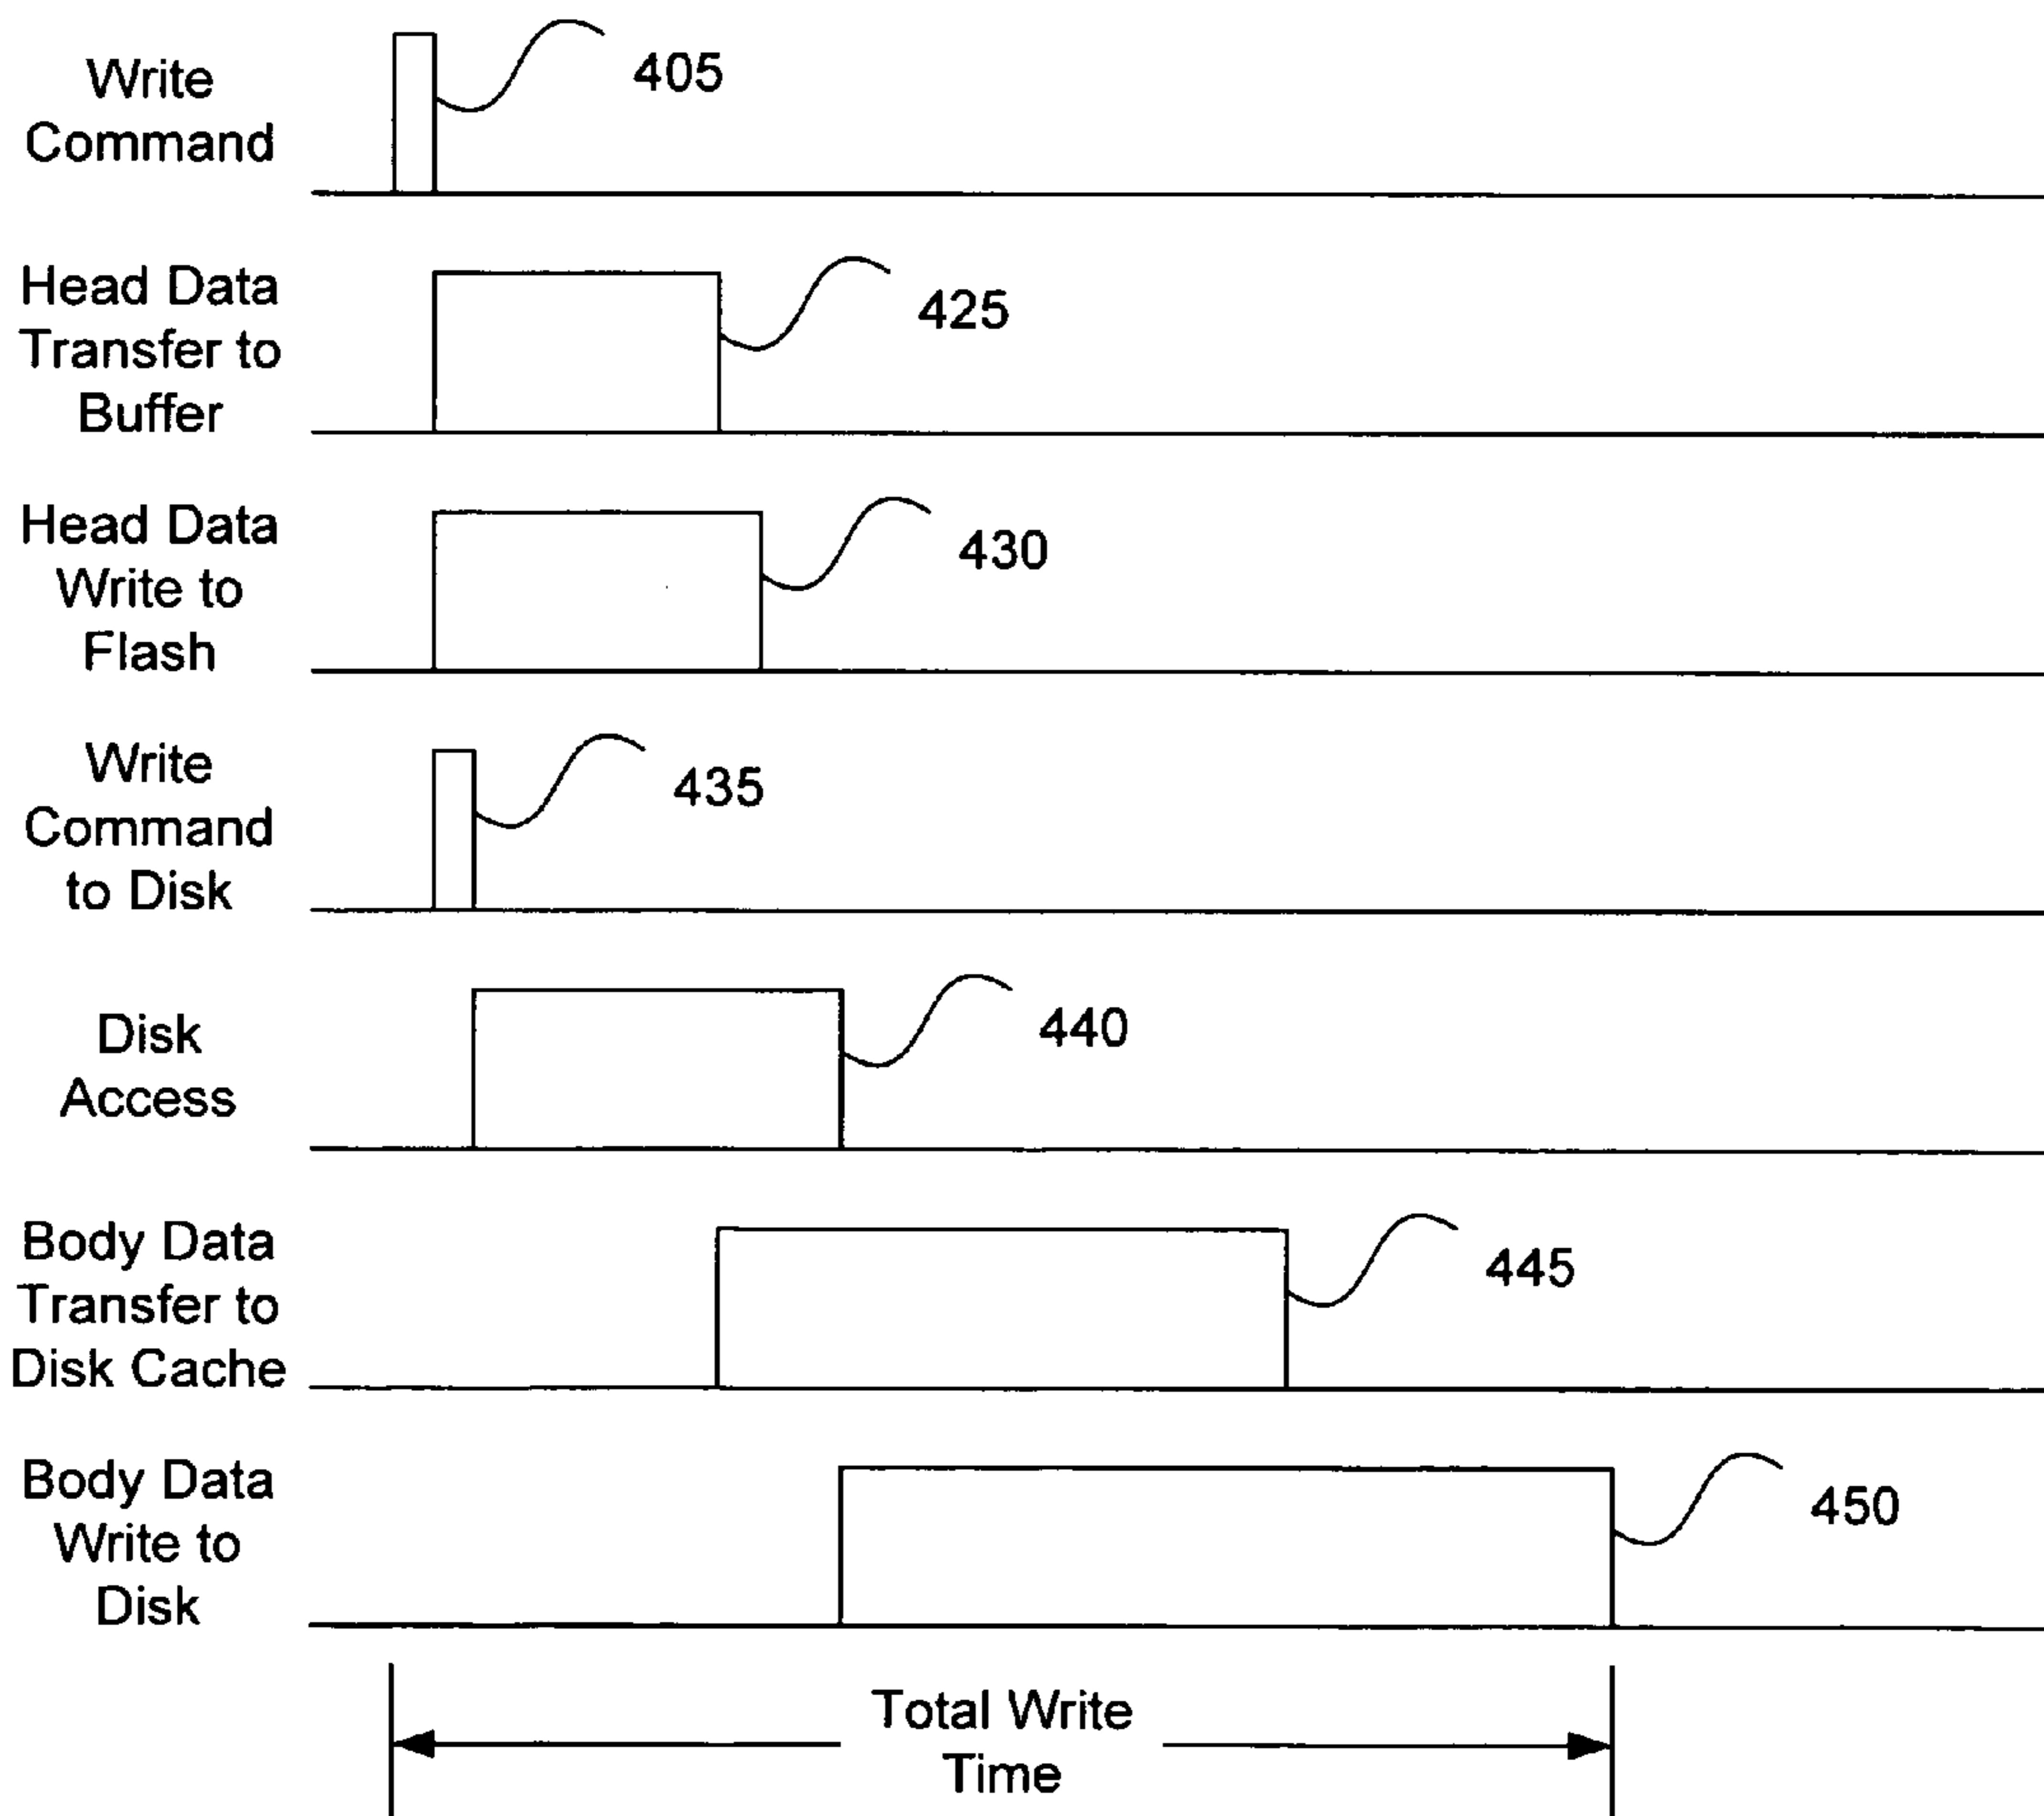 Write
Command
405
Head Data
Transfer to
Buffer
425
Head Data
Write to
Flash
430
Write
Command
to Disk
435
Disk
Access
440
Body Data
Transfer to
Disk Cache
445
Body Data
Write to
Disk
450
Total Write
Time